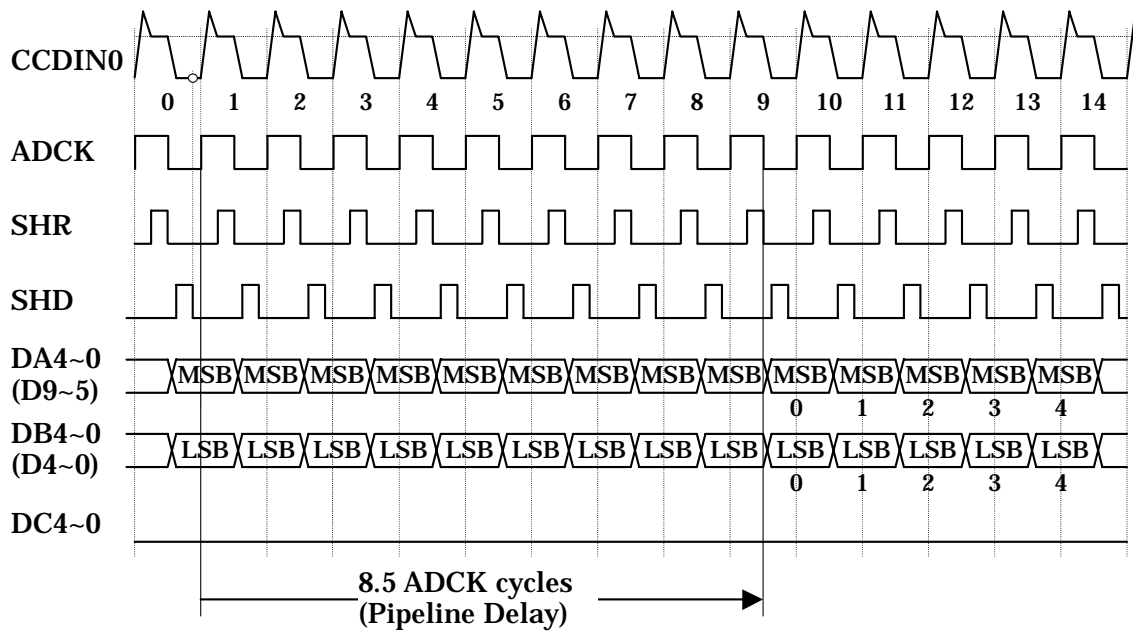 CCDIN0
0 1 2 3 4 5 6 7 8 9 10 11 12 13 14
ADCK
SHR
SHD
DA4~0
(D9~5)
MSB MSB MSB MSB MSB MSB MSB MSB MSB MSB MSB MSB MSB MSB
0 1 2 3 4
DB4~0
(D4~0)
LSB LSB LSB LSB LSB LSB LSB LSB LSB LSB LSB LSB LSB LSB
0 1 2 3 4
DC4~0
8.5 ADCK cycles
(Pipeline Delay)